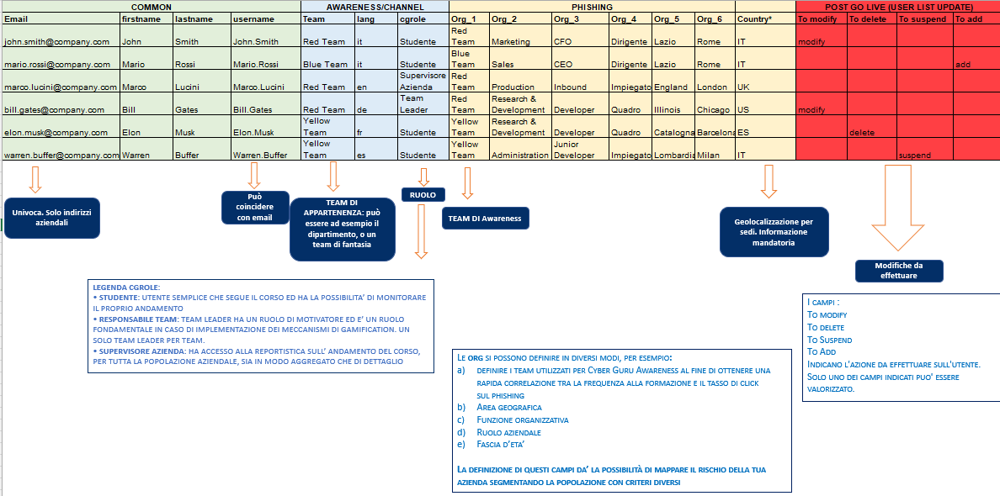 COMMON AWARENESS/CHANNEL PHISHING POST GO LIVE (USER LIST UPDATE)
Email firstname lastname username Team lang cgrole Org_1 Org_2 Org_3 Org_4 Org_5 Org_6 Country* To modify To delete To suspend To add
john.smith@company.com John Smith John.Smith Red Team it Studente Red Team Marketing CFO Dirigente Lazio Rome IT modify
mario.rossi@company.com Mario Rossi Mario.Rossi Blue Team it Studente Blue Team Sales CEO Dirigente Lazio Rome IT add
marco.lucini@company.com Marco Lucini Marco.Lucini Red Team en Supervisore Azienda Red Team Production Inbound Impiegato England London UK
bill.gates@company.com Bill Gates Bill.Gates Red Team de Team Leader Red Team Research & Development Developer Quadro Illinois Chicago US modify
elon.musk@company.com Elon Musk Elon.Musk Yellow Team fr Studente Yellow Team Research & Development Developer Quadro Catalogna Barcelona ES delete
warren.buffer@company.com Warren Buffer Warren.Buffer Yellow Team es Studente Yellow Team Administration Junior Developer Impiegato Lombardia Milan IT suspend
Univoca. Solo indirizzi
aziendali
Può
coincidere
con email
TEAM DI
APPARTENENZA: può
essere ad esempio il
dipartimento, o un
team di fantasia
RUOLO
TEAM DI Awareness
Geolocalizzazione per
sedi. Informazione
mandatoria
Modifiche da
effettuare
LEGENDA CGROLE:
• STUDENTE: UTENTE SEMPLICE CHE SEGUE IL CORSO ED HA LA POSSIBILITA' DI MONITORARE
IL PROPRIO ANDAMENTO
• RESPONSABILE TEAM: TEAM LEADER HA UN RUOLO DI MOTIVATORE ED E' UN RUOLO
FONDAMENTALE IN CASO DI IMPLEMENTAZIONE DEI MECCANISMI DI GAMIFICATION. UN
SOLO TEAM LEADER PER TEAM.
• SUPERVISORE AZIENDA: HA ACCESSO ALLA REPORTISTICA SULL' ANDAMENTO DEL CORSO,
PER TUTTA LA POPOLAZIONE AZIENDALE, SIA IN MODO AGGREGATO CHE DI DETTAGLIO
LE ORG SI POSSONO DEFINIRE IN DIVERSI MODI, PER ESEMPIO:
a) DEFINIRE I TEAM UTILIZZATI PER CYBER GURU AWARENESS AL FINE DI OTTENERE UNA
RAPIDA CORRELAZIONE TRA LA FREQUENZA ALLA FORMAZIONE E IL TASSO DI CLICK
SUL PHISHING
b) AREA GEOGRAFICA
c) FUNZIONE ORGANIZZATIVA
d) RUOLO AZIENDALE
e) FASCIA D'ETA'
LA DEFINIZIONE DI QUESTI CAMPI DA' LA POSSIBILITÀ DI MAPPARE IL RISCHIO DELLA TUA
AZIENDA SEGMENTANDO LA POPOLAZIONE CON CRITERI DIVERSI
I CAMPI :
TO MODIFY
TO DELETE
TO SUSPEND
TO ADD
INDICANO L'AZIONE DA EFFETTUARE SULL'UTENTE.
SOLO UNO DEI CAMPI INDICATI PUO' ESSERE
VALORIZZATO.